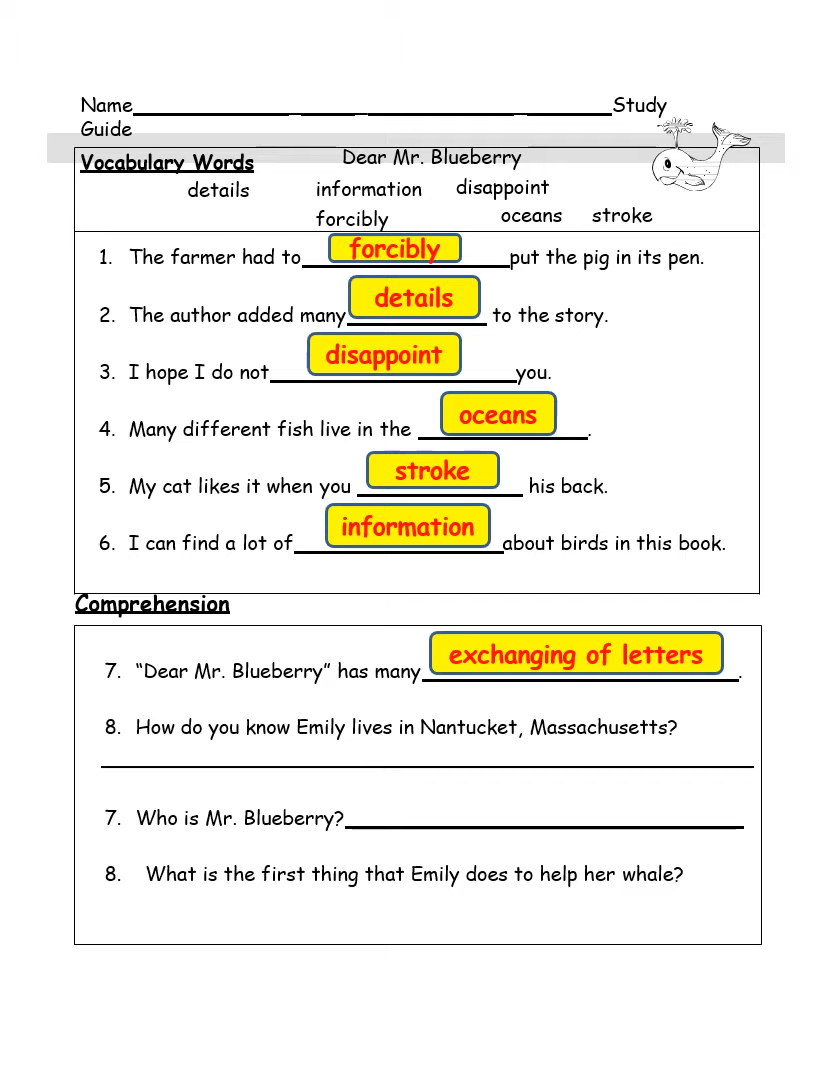 Name____________________Study
Guide
Vocabulary Words Dear Mr. Blueberry
details information disappoint
forcibly oceans stroke
1. The farmer had to forcibly put the pig in its pen.
2. The author added many details to the story.
3. I hope I do not disappoint you.
4. Many different fish live in the oceans.
5. My cat likes it when you stroke his back.
6. I can find a lot of information about birds in this book.
Comprehension
7. “Dear Mr. Blueberry” has many exchanging of letters.
8. How do you know Emily lives in Nantucket, Massachusetts?
7. Who is Mr. Blueberry?
8. What is the first thing that Emily does to help her whale?